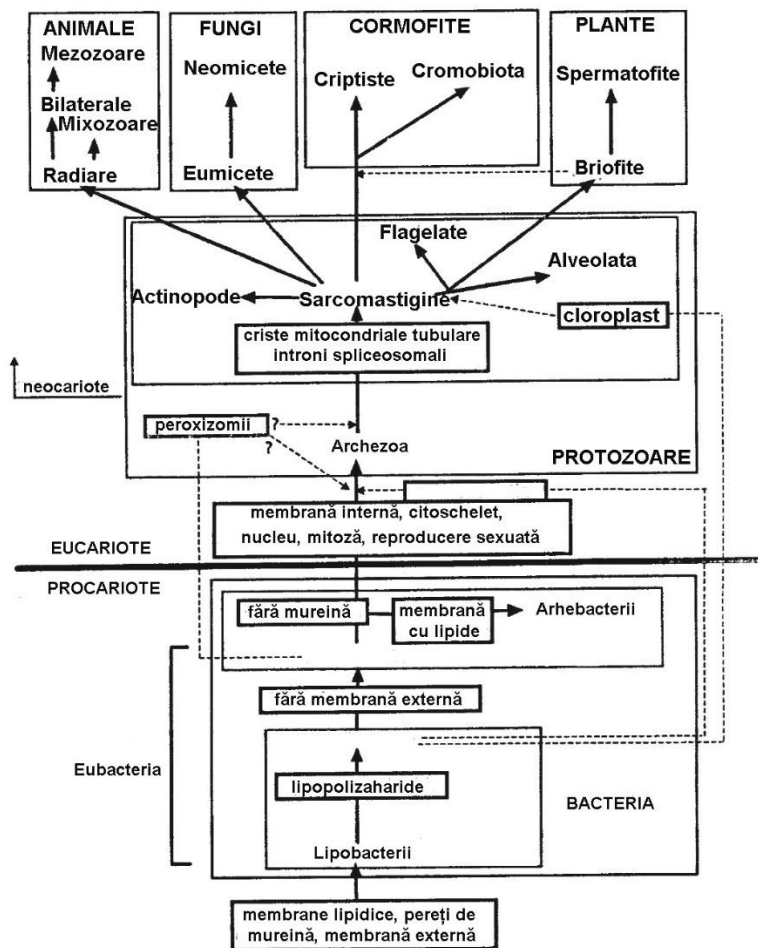 ANIMALE
Mezozoare
Bilaterale
Mixozoare
Radiare
FUNGI
Neomicete
Eumicete
CORMOFITE
Criptiste
Cromobiota
PLANTE
Spermatofite
Briofite
Flagelate
Alveolata
Actinopode
Sarcomastigine
cloroplast
criste mitocondriale tubulare
introni spliceosomali
neocariote
peroxizomii
?
?
Archezoa
PROTOZOARE
membrană internă, citoschelet,
nucleu, mitoză, reproducere sexuată
EUCARIOTE
PROCARIOTE
fără mureină
membrană
cu lipide
Arhebacterii
fără membrană externă
Eubacteria
lipopolizaharide
BACTERIA
Lipobacterii
membrane lipidice, pereți de
mureină, membrană externă